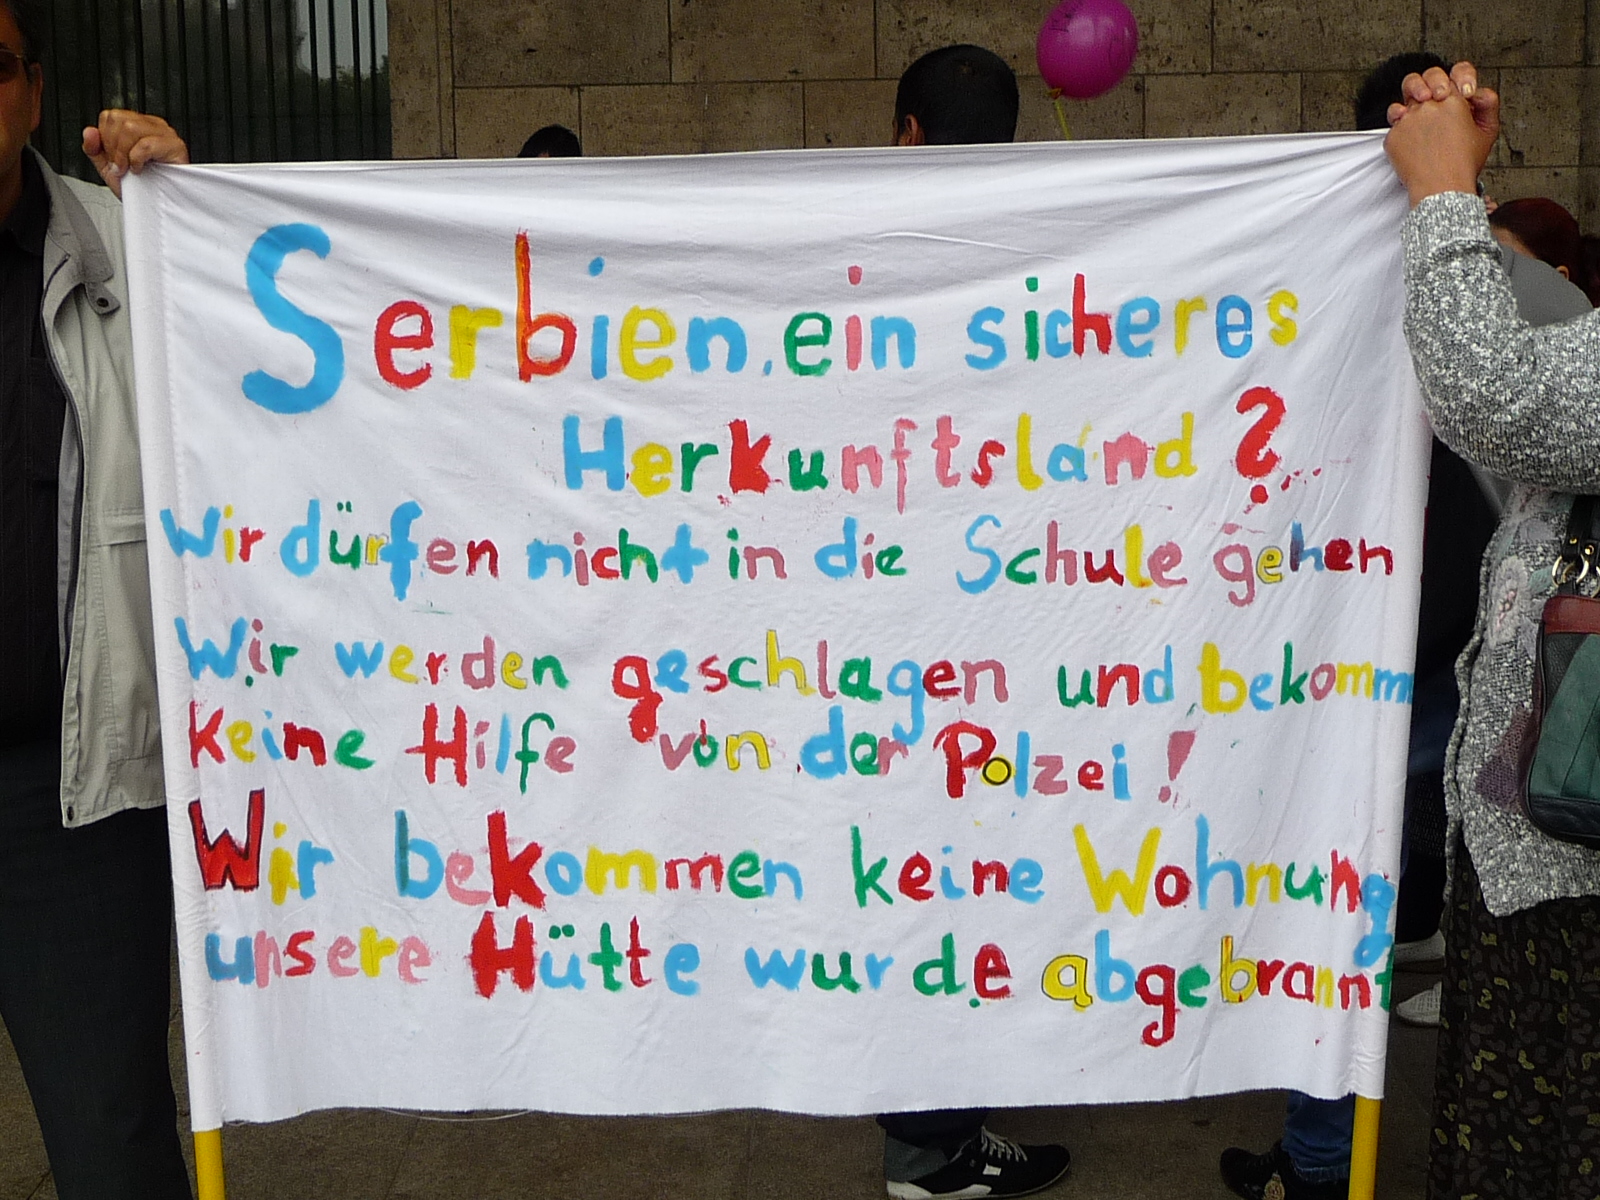 Serbien, ein sicheres
Herkunftsland?
Wir dürfen nicht in die Schule gehen
Wir werden geschlagen und bekomm
keine Hilfe von der Polzei!
Wir bekommen keine Wohnung
unsere Hütte wurde abgebrannt